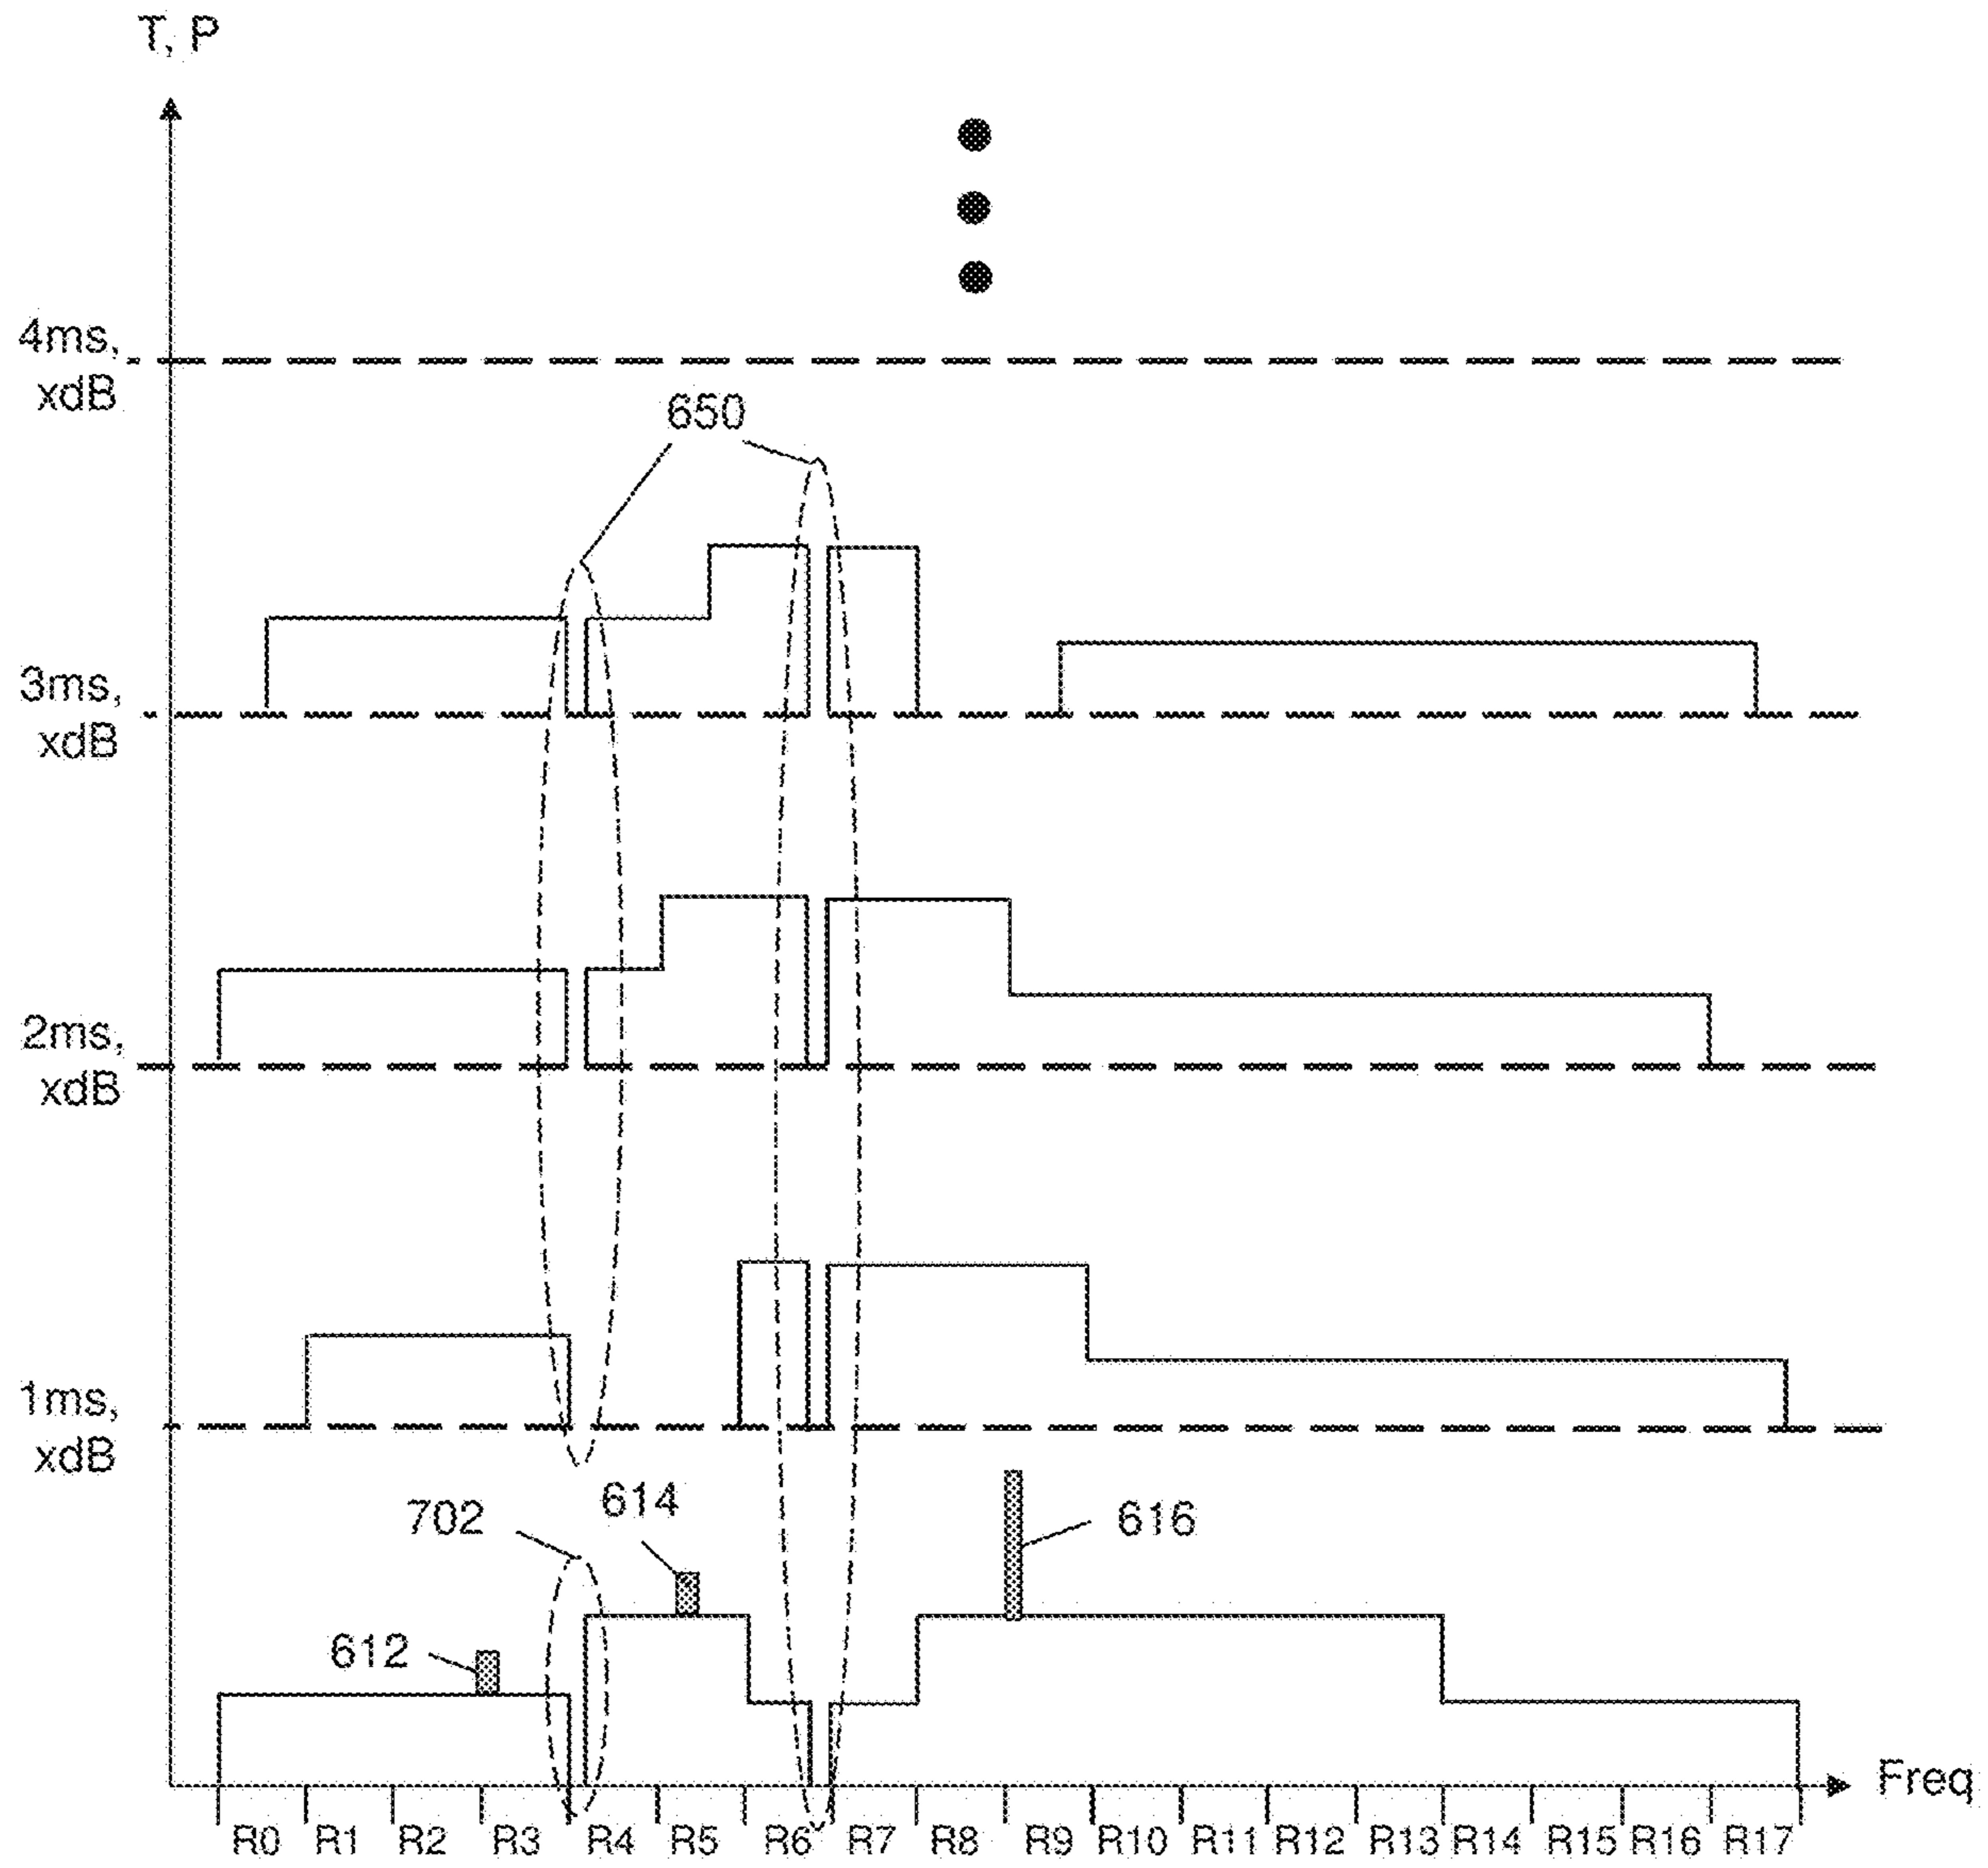 T, P
4ms,
xdB
650
3ms,
xdB
2ms,
xdB
1ms,
xdB
702
614
616
612
Freq
R0 R1 R2 R3 R4 R5 R6 R7 R8 R9 R10 R11 R12 R13 R14 R15 R16 R17